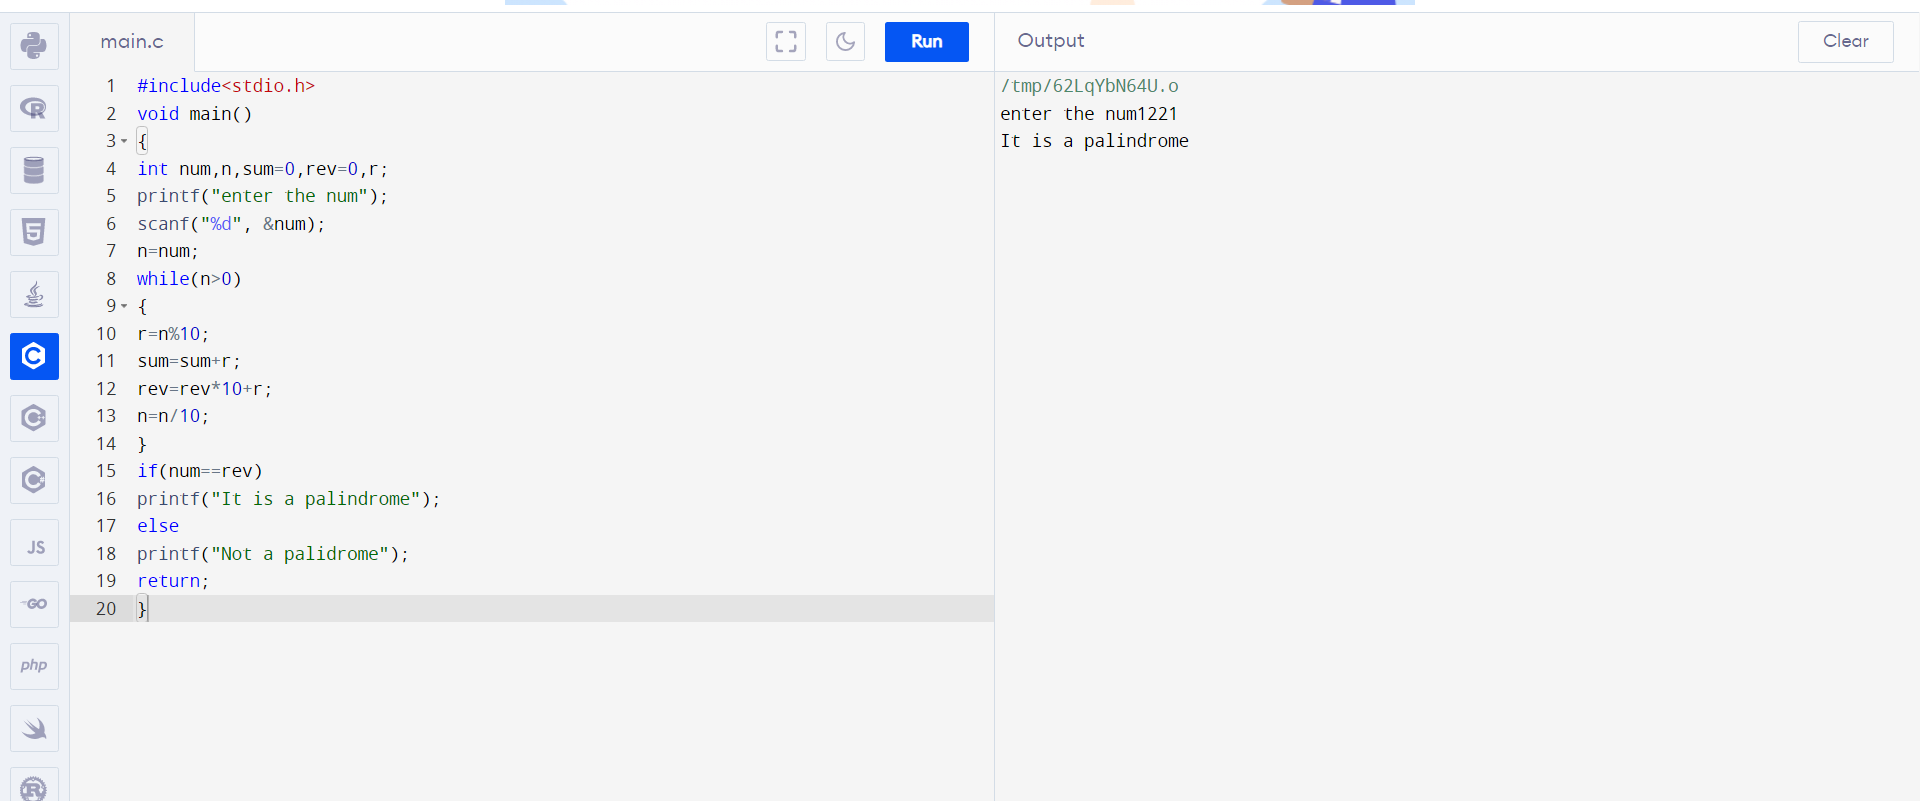 main.c
Run
Output
Clear
1 #include<stdio.h>
2 void main()
3 {
4 int num,n,sum=0,rev=0,r;
5 printf("enter the num");
6 scanf("%d", &num);
7 n=num;
8 while(n>0)
9 {
10 r=n%10;
11 sum=sum+r;
12 rev=rev*10+r;
13 n=n/10;
14 }
15 if(num==rev)
16 printf("It is a palindrome");
17 else
18 printf("Not a palidrome");
19 return;
20 }
/tmp/62LqYbN64U.o
enter the num1221
It is a palindrome
R
5
C
C
C
JS
GO
php
R